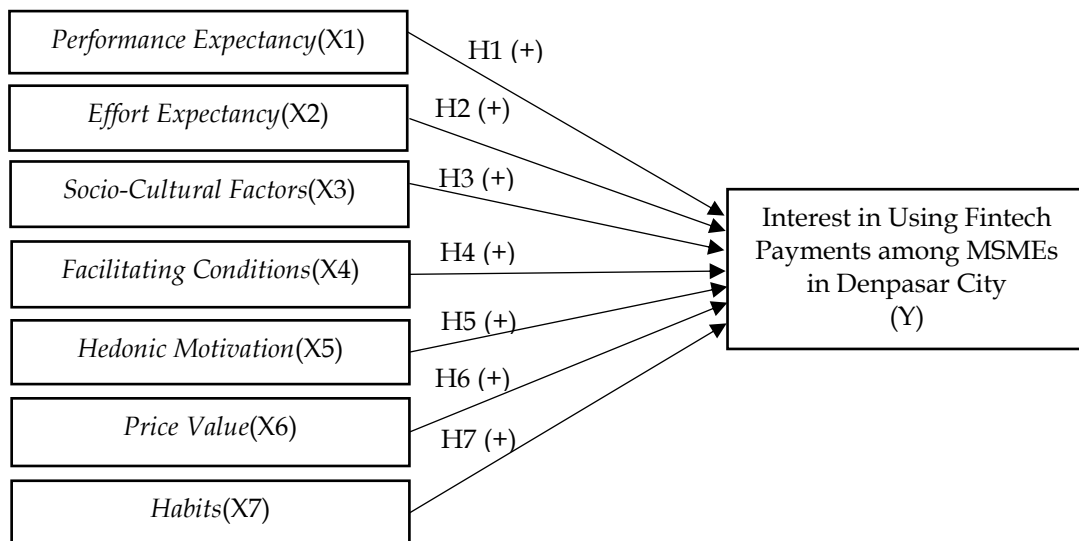 Performance Expectancy(X1)
H1 (+)
Effort Expectancy(X2)
H2 (+)
Socio-Cultural Factors(X3)
H3 (+)
Facilitating Conditions(X4)
H4 (+)
Hedonic Motivation(X5)
H5 (+)
Price Value(X6)
H6 (+)
Habits(X7)
H7 (+)
Interest in Using Fintech
Payments among MSMEs
in Denpasar City
(Y)